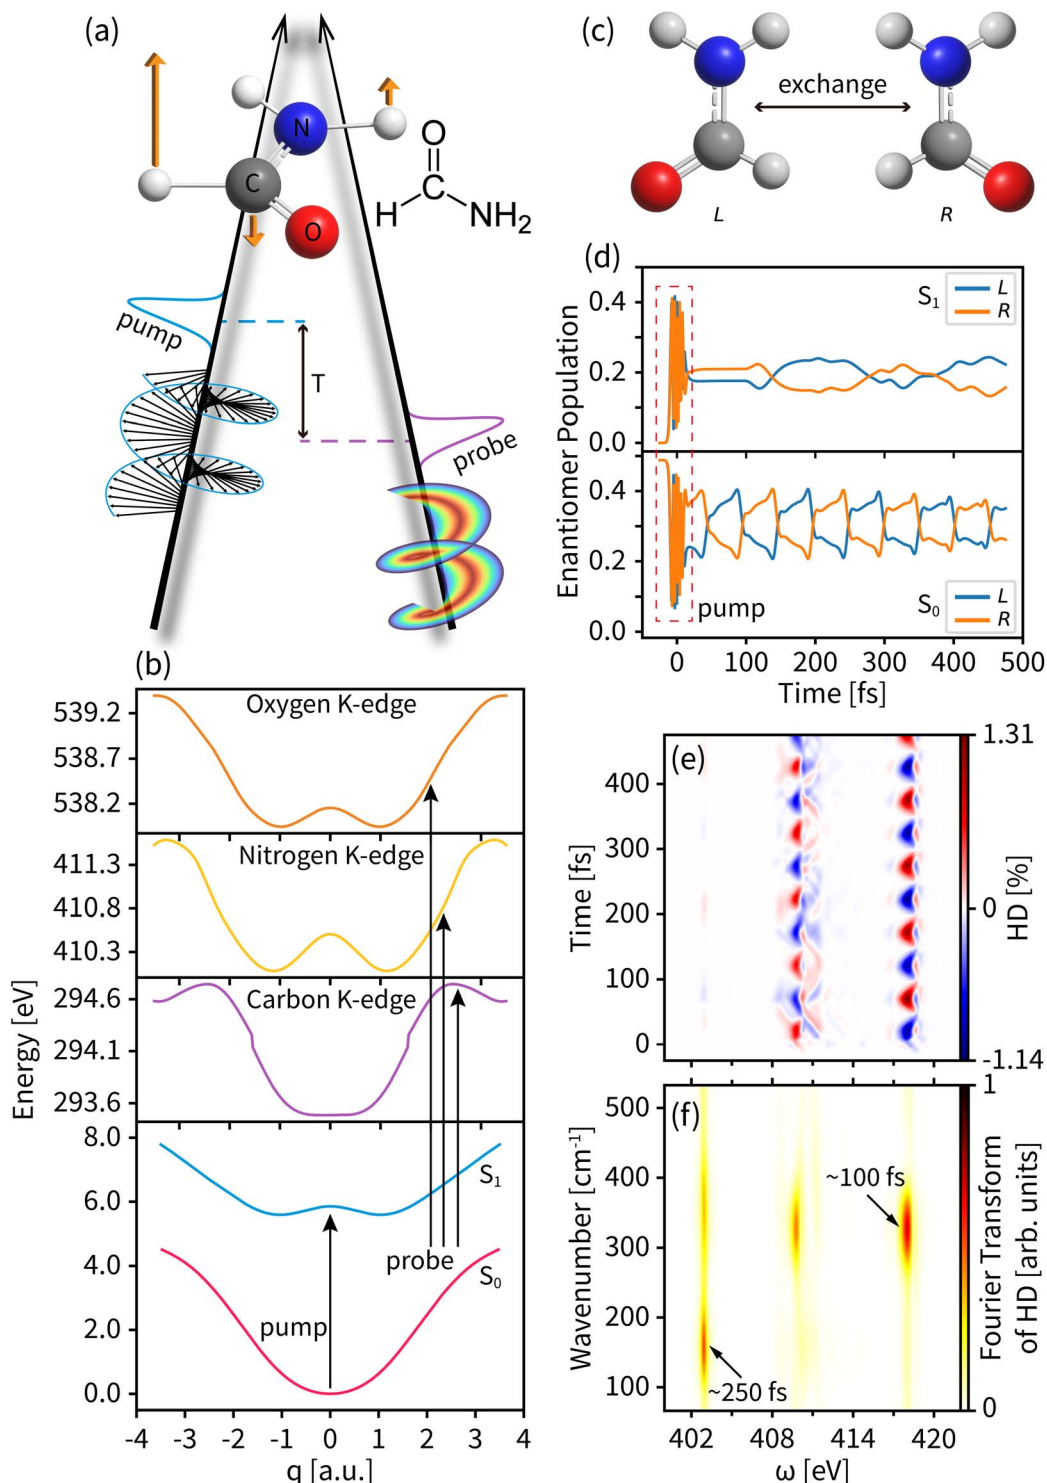 (a)
N
C
O
O
H
C
NH2
pump
T
probe
(b)
Oxygen K-edge
539.2
538.7
538.2
Nitrogen K-edge
411.3
410.8
410.3
Carbon K-edge
294.6
294.1
293.6
Energy [eV]
8.0
6.0
4.0
2.0
0.0
S1
S0
probe
pump
-4 -3 -2 -1 0 1 2 3 4
q [a.u.]
(c)
exchange
L
R
(d)
Enantiomer Population
0.4
0.2
0.0
S1
L
R
0.4
0.2
0.0
pump
S0
L
R
0 100 200 300 400 500
Time [fs]
(e)
Time [fs]
400
300
200
100
0
1.31
0
-1.14
HD [%]
(f)
Wavenumber [cm-1]
500
400
300
200
100
~100 fs
~250 fs
1
0
Fourier Transform
of HD [arb. units]
402 408 414 420
ω [eV]